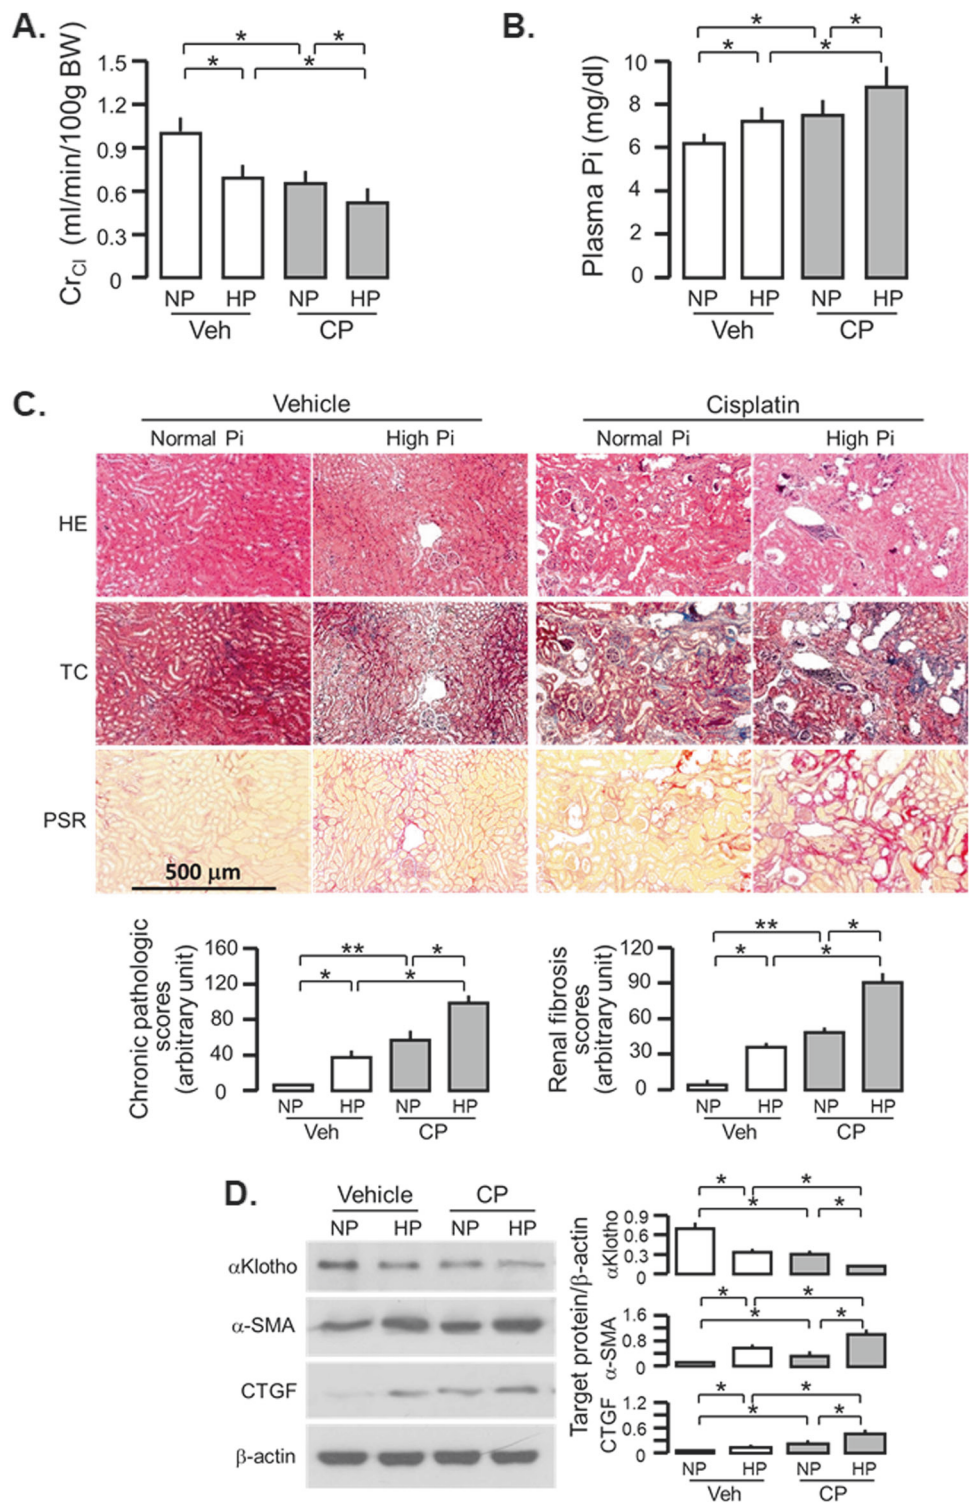 A.
* *
* *
CrCl (ml/min/100g BW)
1.5
1.2
0.9
0.6
0.3
0
NP HP NP HP
Veh CP
B.
* *
* *
Plasma Pi (mg/dl)
10
8
6
4
2
0
NP HP NP HP
Veh CP
C.
Vehicle Cisplatin
Normal Pi High Pi Normal Pi High Pi
HE
TC
PSR
500 μm
Chronic pathologic
scores
(arbitrary unit)
160
120
80
40
0
** *
* *
NP HP NP HP
Veh CP
Renal fibrosis
scores
(arbitrary unit)
120
90
60
30
0
** *
* *
NP HP NP HP
Veh CP
D.
Vehicle CP
NP HP NP HP
αKlotho
α-SMA
CTGF
β-actin
Target protein/β-actin
αKlotho
0.9
0.6
0.3
0
* *
* *
α-SMA
1.6
0.8
0
* *
* *
CTGF
1.2
0.6
0
* *
* *
NP HP NP HP
Veh CP